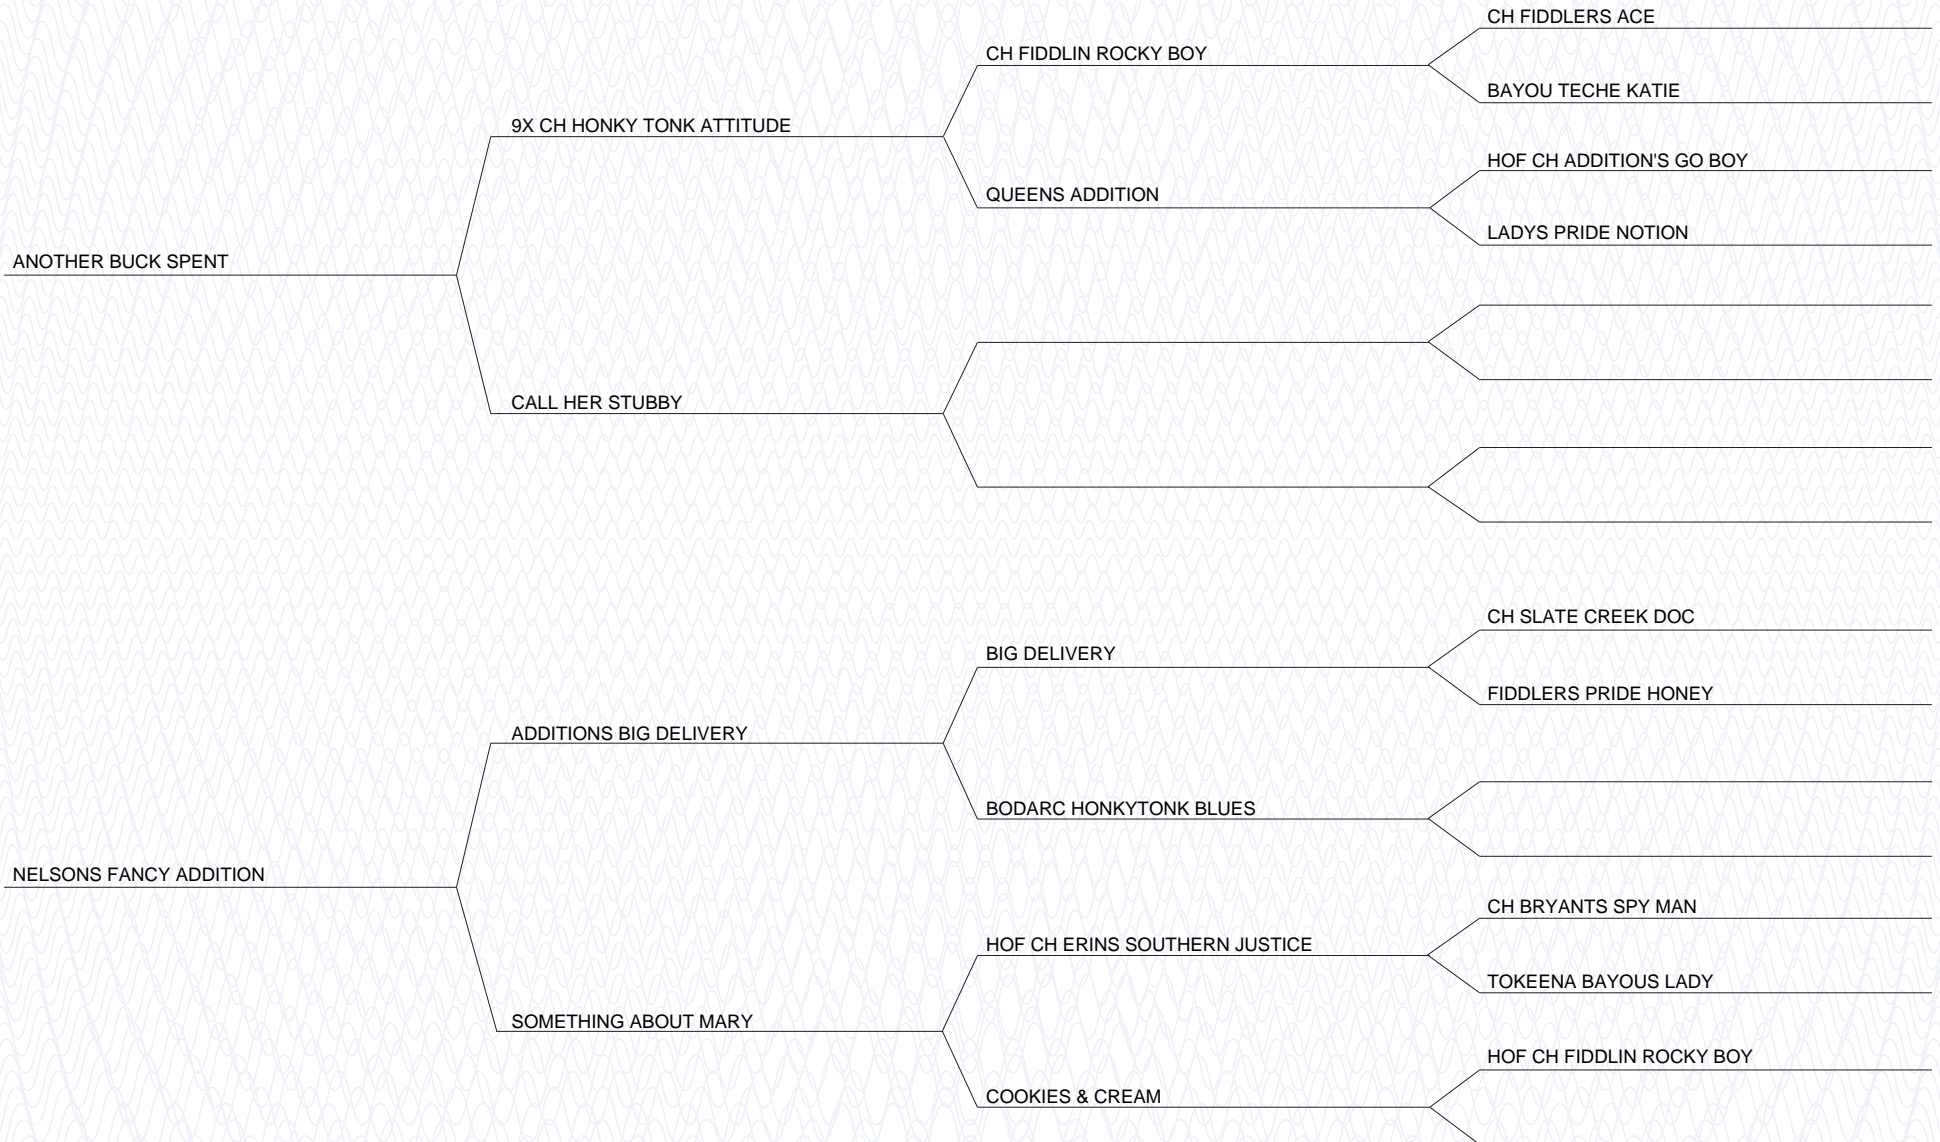 CH FIDDLERS ACE
CH FIDDLIN ROCKY BOY
BAYOU TECHE KATIE
9X CH HONKY TONK ATTITUDE
HOF CH ADDITION'S GO BOY
QUEENS ADDITION
LADYS PRIDE NOTION
ANOTHER BUCK SPENT
CALL HER STUBBY
CH SLATE CREEK DOC
BIG DELIVERY
FIDDLERS PRIDE HONEY
ADDITIONS BIG DELIVERY
BODARC HONKYTONK BLUES
NELSONS FANCY ADDITION
CH BRYANTS SPY MAN
HOF CH ERINS SOUTHERN JUSTICE
TOKEENA BAYOUS LADY
SOMETHING ABOUT MARY
HOF CH FIDDLIN ROCKY BOY
COOKIES & CREAM